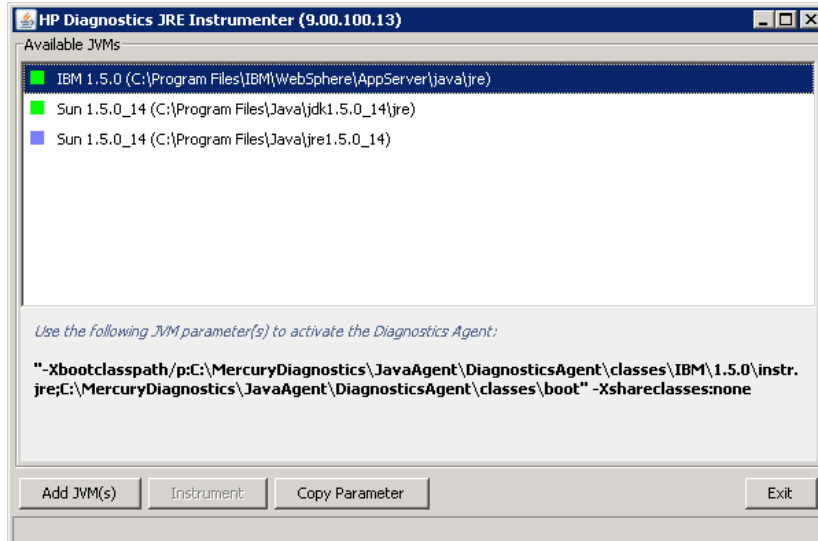 HP Diagnostics JRE Instrumenter (9.00.100.13)
Available JVMs
IBM 1.5.0 (C:\Program Files\IBM\WebSphere\AppServer\java\jre)
Sun 1.5.0_14 (C:\Program Files\Java\jdk1.5.0_14\jre)
Sun 1.5.0_14 (C:\Program Files\Java\jre1.5.0_14)
Use the following JVM parameter(s) to activate the Diagnostics Agent:
"-Xbootclasspath/p:C:\MercuryDiagnostics\JavaAgent\DiagnosticsAgent\classes\IBM\1.5.0\instr.
jre;C:\MercuryDiagnostics\JavaAgent\DiagnosticsAgent\classes\boot" -Xshareclasses:none
Add JVM(s) Instrument Copy Parameter Exit